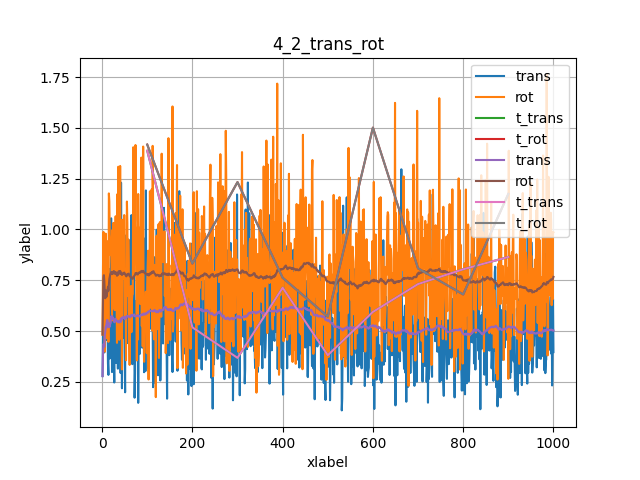 4_2_trans_rot
1.75
1.50
1.25
1.00
0.75
0.50
0.25
ylabel
0
200
400
600
800
1000
xlabel
trans
rot
t_trans
t_rot
trans
rot
t_trans
t_rot